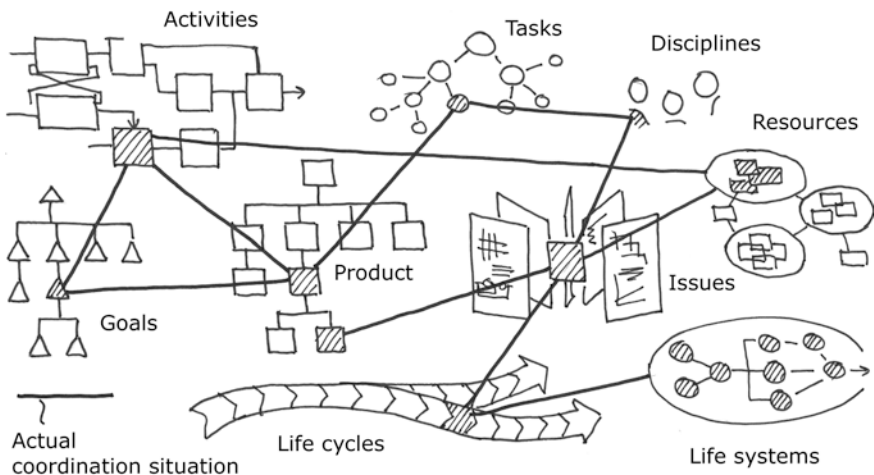 Activities
Tasks
Disciplines
Resources
Product
Issues
Goals
Life cycles
Life systems
Actual
coordination situation